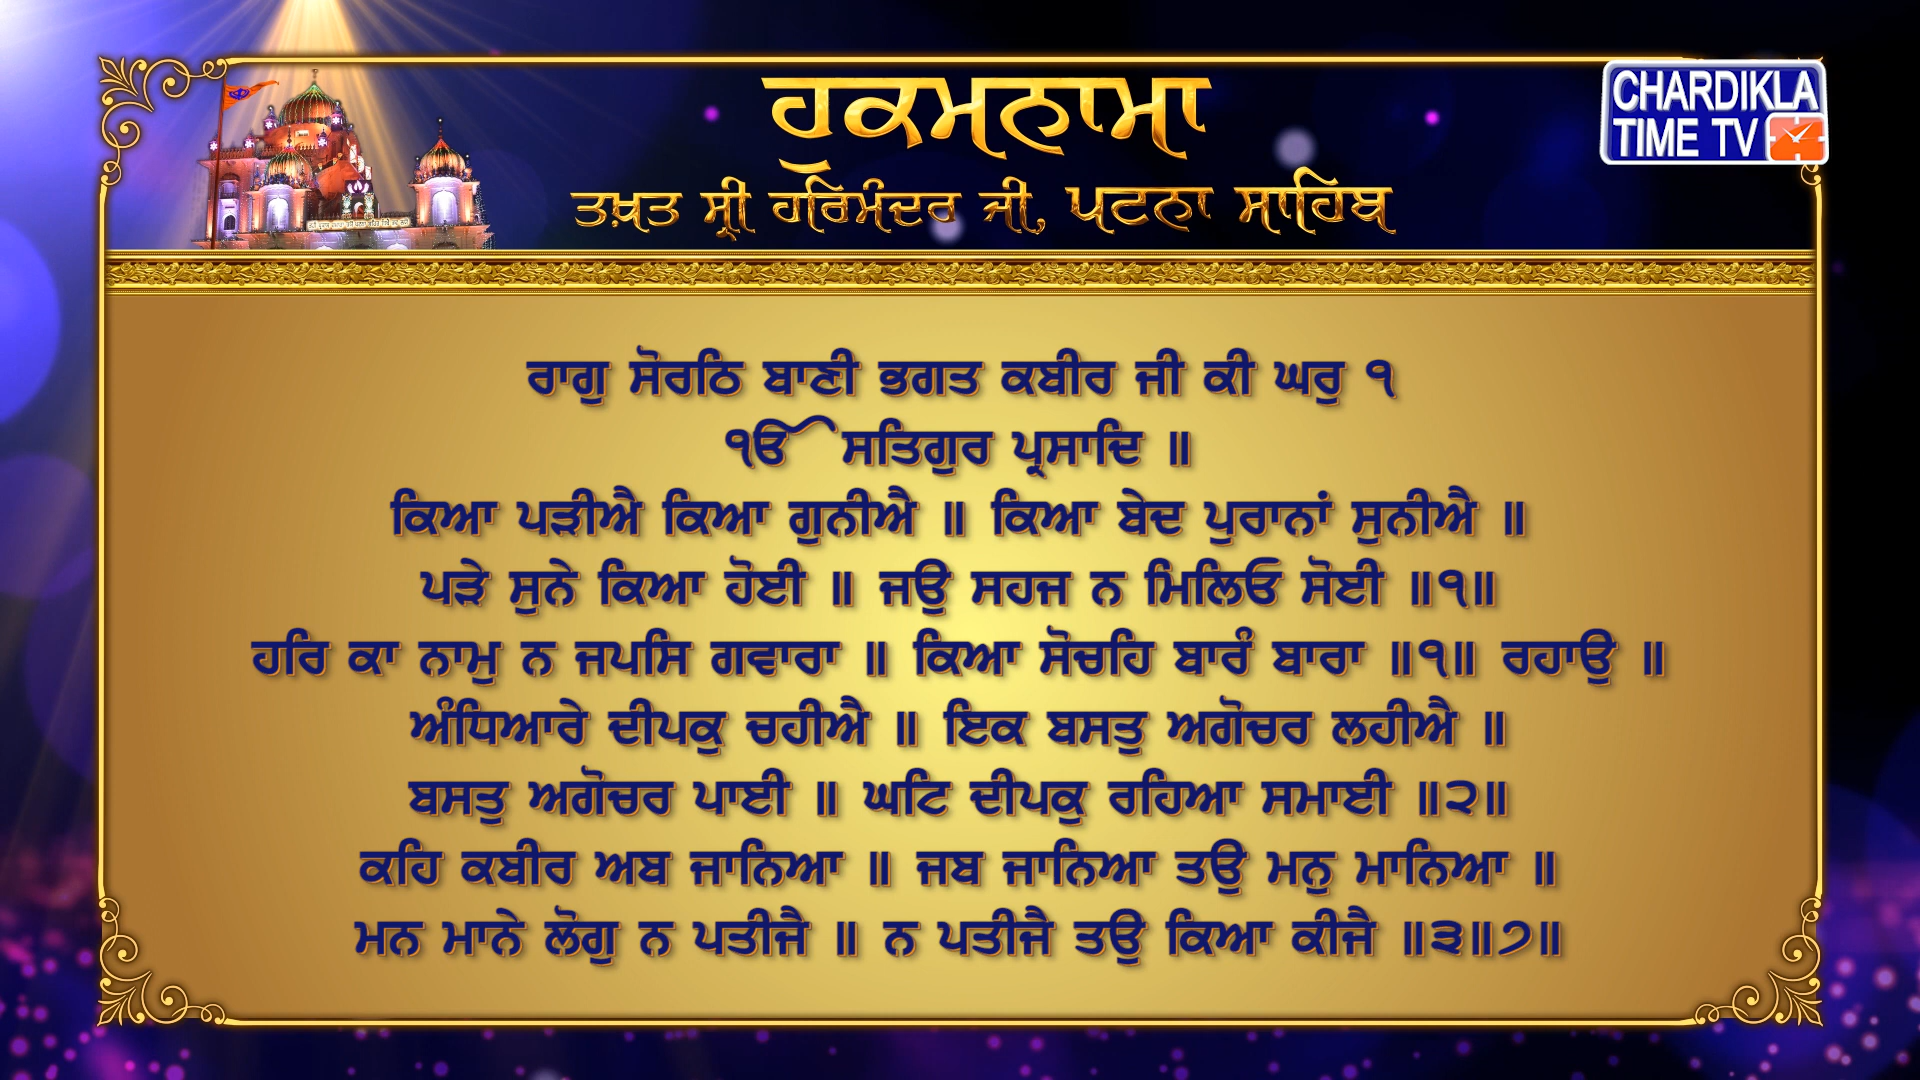 ਹੁਕਮਨਾਮਾ
CHARDIKLA
TIME TV
ਤਖ਼ਤ ਸ੍ਰੀ ਹਰਿਮੰਦਰ ਜੀ, ਪਟਨਾ ਸਾਹਿਬ
ਰਾਗੁ ਸੋਰਠਿ ਬਾਣੀ ਭਗਤ ਕਬੀਰ ਜੀ ਕੀ ਘਰੁ ੧
ੴ ਸਤਿਗੁਰ ਪ੍ਰਸਾਦਿ ॥
ਕਿਆ ਪੜੀਐ ਕਿਆ ਗੁਨੀਐ ॥ ਕਿਆ ਬੇਦ ਪੁਰਾਨਾਂ ਸੁਨੀਐ ॥
ਪੜੇ ਸੁਨੇ ਕਿਆ ਹੋਈ ॥ ਜਉ ਸਹਜ ਨ ਮਿਲਿਓ ਸੋਈ ॥੧॥
ਹਰਿ ਕਾ ਨਾਮੁ ਨ ਜਪਸਿ ਗਵਾਰਾ ॥ ਕਿਆ ਸੋਚਹਿ ਬਾਰੰ ਬਾਰਾ ॥੧॥ ਰਹਾਉ ॥
ਅੰਧਿਆਰੇ ਦੀਪਕੁ ਚਹੀਐ ॥ ਇਕ ਬਸਤੁ ਅਗੋਚਰ ਲਹੀਐ ॥
ਬਸਤੁ ਅਗੋਚਰ ਪਾਈ ॥ ਘਟਿ ਦੀਪਕੁ ਰਹਿਆ ਸਮਾਈ ॥੨॥
ਕਹਿ ਕਬੀਰ ਅਬ ਜਾਨਿਆ ॥ ਜਬ ਜਾਨਿਆ ਤਉ ਮਨੁ ਮਾਨਿਆ ॥
ਮਨ ਮਾਨੇ ਲੋਗੁ ਨ ਪਤੀਜੈ ॥ ਨ ਪਤੀਜੈ ਤਉ ਕਿਆ ਕੀਜੈ ॥੩॥੭॥